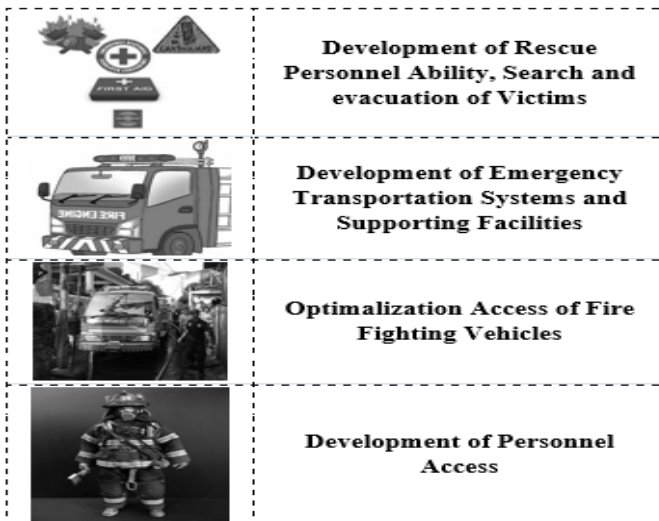 EARTHQUAKE
FIRST AID
Development of Rescue
Personnel Ability, Search and
evacuation of Victims
FIRE ENGINE
Development of Emergency
Transportation Systems and
Supporting Facilities
Optimalization Access of Fire
Fighting Vehicles
Development of Personnel
Access